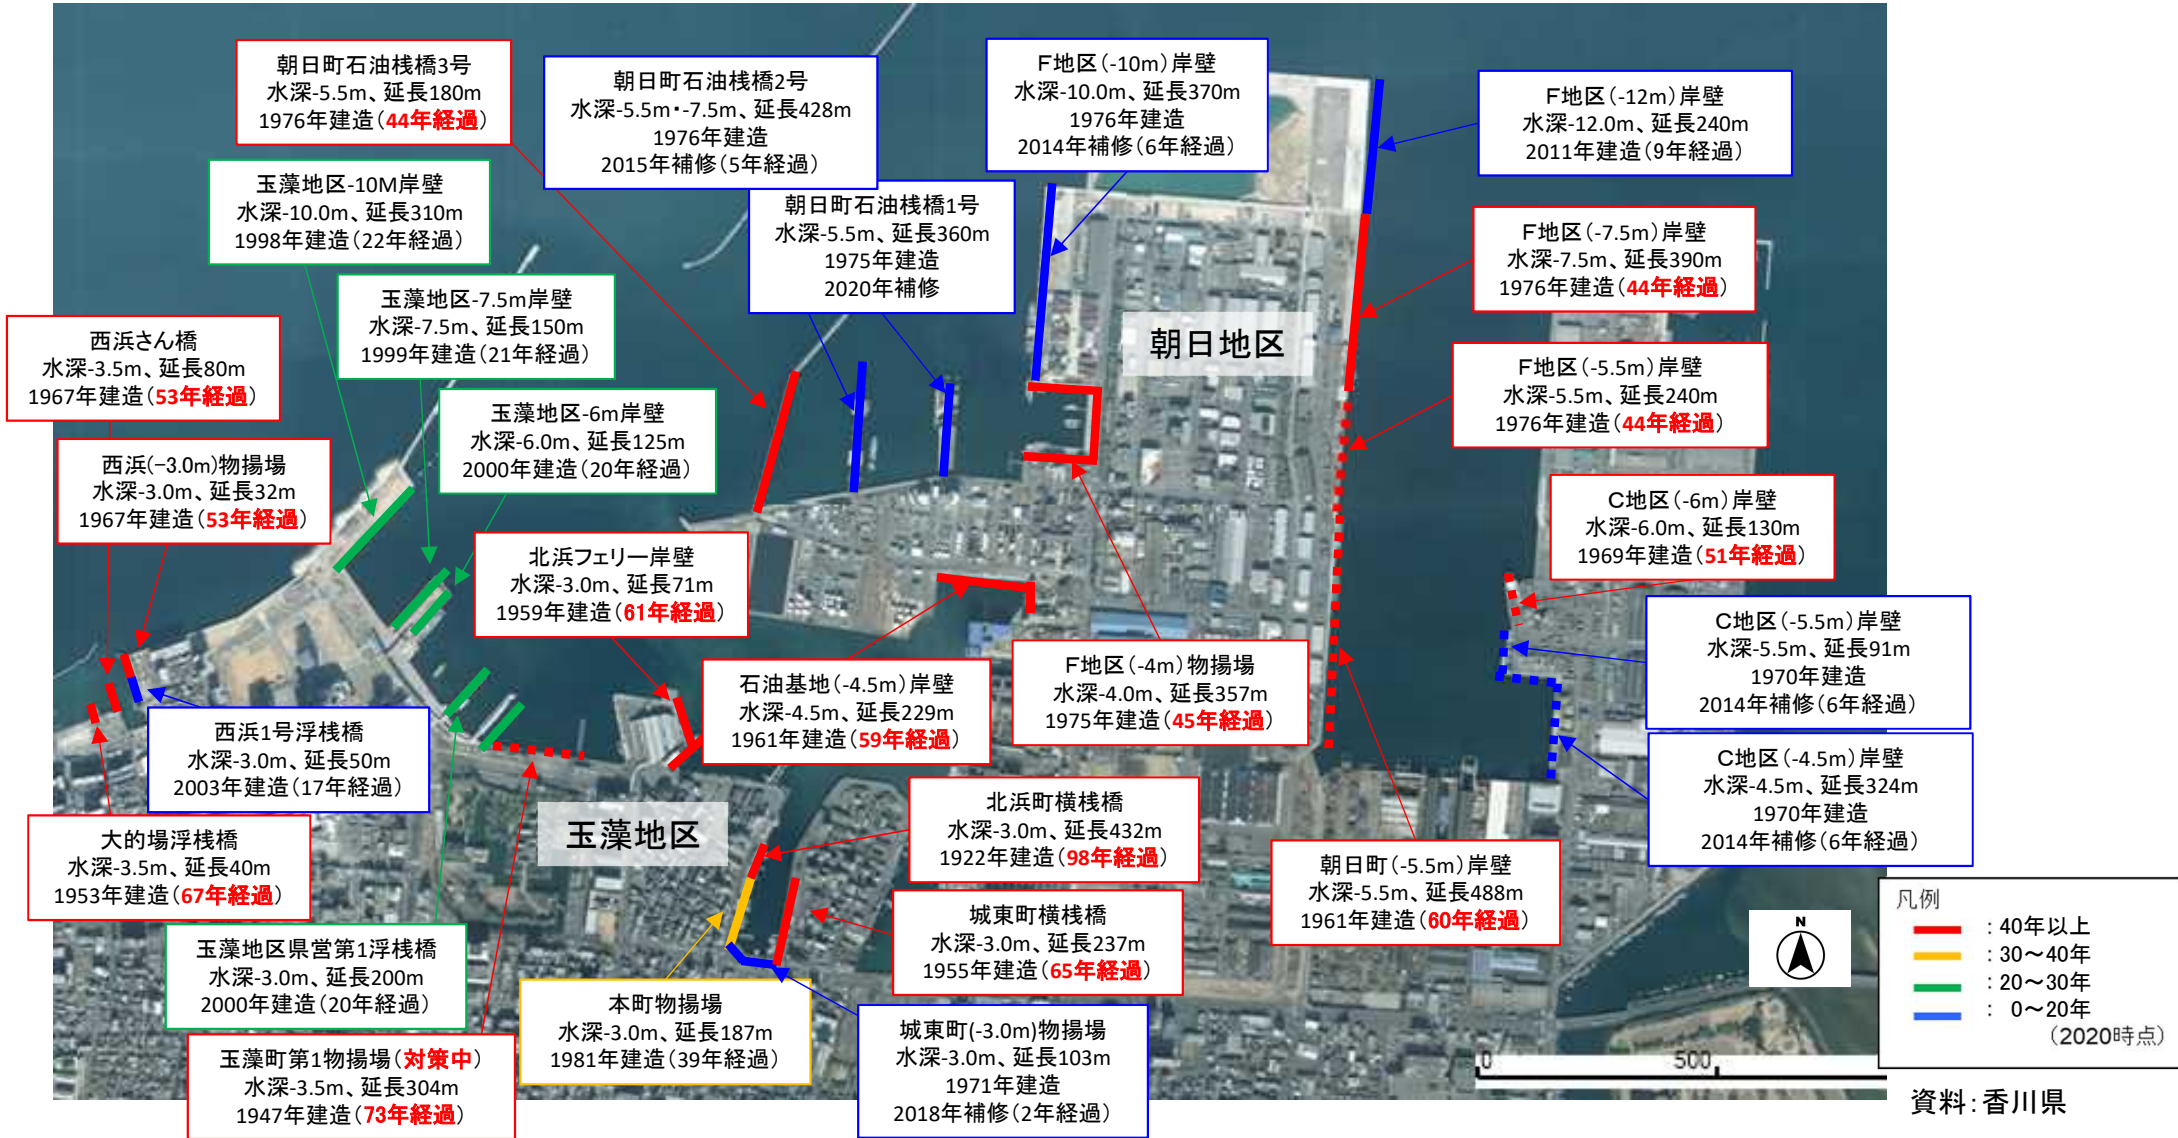 朝日町石油桟橋3号
水深-5.5m、延長180m
1976年建造(44年経過)
朝日町石油桟橋2号
水深-5.5m・-7.5m、延長428m
1976年建造
2015年補修(5年経過)
F地区(-10m)岸壁
水深-10.0m、延長370m
1976年建造
2014年補修(6年経過)
F地区(-12m)岸壁
水深-12.0m、延長240m
2011年建造(9年経過)
玉藻地区-10M岸壁
水深-10.0m、延長310m
1998年建造(22年経過)
朝日町石油桟橋1号
水深-5.5m、延長360m
1975年建造
2020年補修
F地区(-7.5m)岸壁
水深-7.5m、延長390m
1976年建造(44年経過)
玉藻地区-7.5m岸壁
水深-7.5m、延長150m
1999年建造(21年経過)
朝日地区
西浜さん橋
水深-3.5m、延長80m
1967年建造(53年経過)
F地区(-5.5m)岸壁
水深-5.5m、延長240m
1976年建造(44年経過)
玉藻地区-6m岸壁
水深-6.0m、延長125m
2000年建造(20年経過)
西浜(-3.0m)物揚場
水深-3.0m、延長32m
1967年建造(53年経過)
C地区(-6m)岸壁
水深-6.0m、延長130m
1969年建造(51年経過)
北浜フェリー岸壁
水深-3.0m、延長71m
1959年建造(61年経過)
C地区(-5.5m)岸壁
水深-5.5m、延長91m
1970年建造
2014年補修(6年経過)
石油基地(-4.5m)岸壁
水深-4.5m、延長229m
1961年建造(59年経過)
F地区(-4m)物揚場
水深-4.0m、延長357m
1975年建造(45年経過)
西浜1号浮桟橋
水深-3.0m、延長50m
2003年建造(17年経過)
C地区(-4.5m)岸壁
水深-4.5m、延長324m
1970年建造
2014年補修(6年経過)
玉藻地区
北浜町横桟橋
水深-3.0m、延長432m
1922年建造(98年経過)
大的場浮桟橋
水深-3.5m、延長40m
1953年建造(67年経過)
朝日町(-5.5m)岸壁
水深-5.5m、延長488m
1961年建造(60年経過)
城東町横桟橋
水深-3.0m、延長237m
1955年建造(65年経過)
玉藻地区県営第1浮桟橋
水深-3.0m、延長200m
2000年建造(20年経過)
本町物揚場
水深-3.0m、延長187m
1981年建造(39年経過)
城東町(-3.0m)物揚場
水深-3.0m、延長103m
1971年建造
2018年補修(2年経過)
玉藻町第1物揚場(対策中)
水深-3.5m、延長304m
1947年建造(73年経過)
N
凡例
:40年以上
:30～40年
:20～30年
: 0～20年
(2020時点)
0 500
資料:香川県